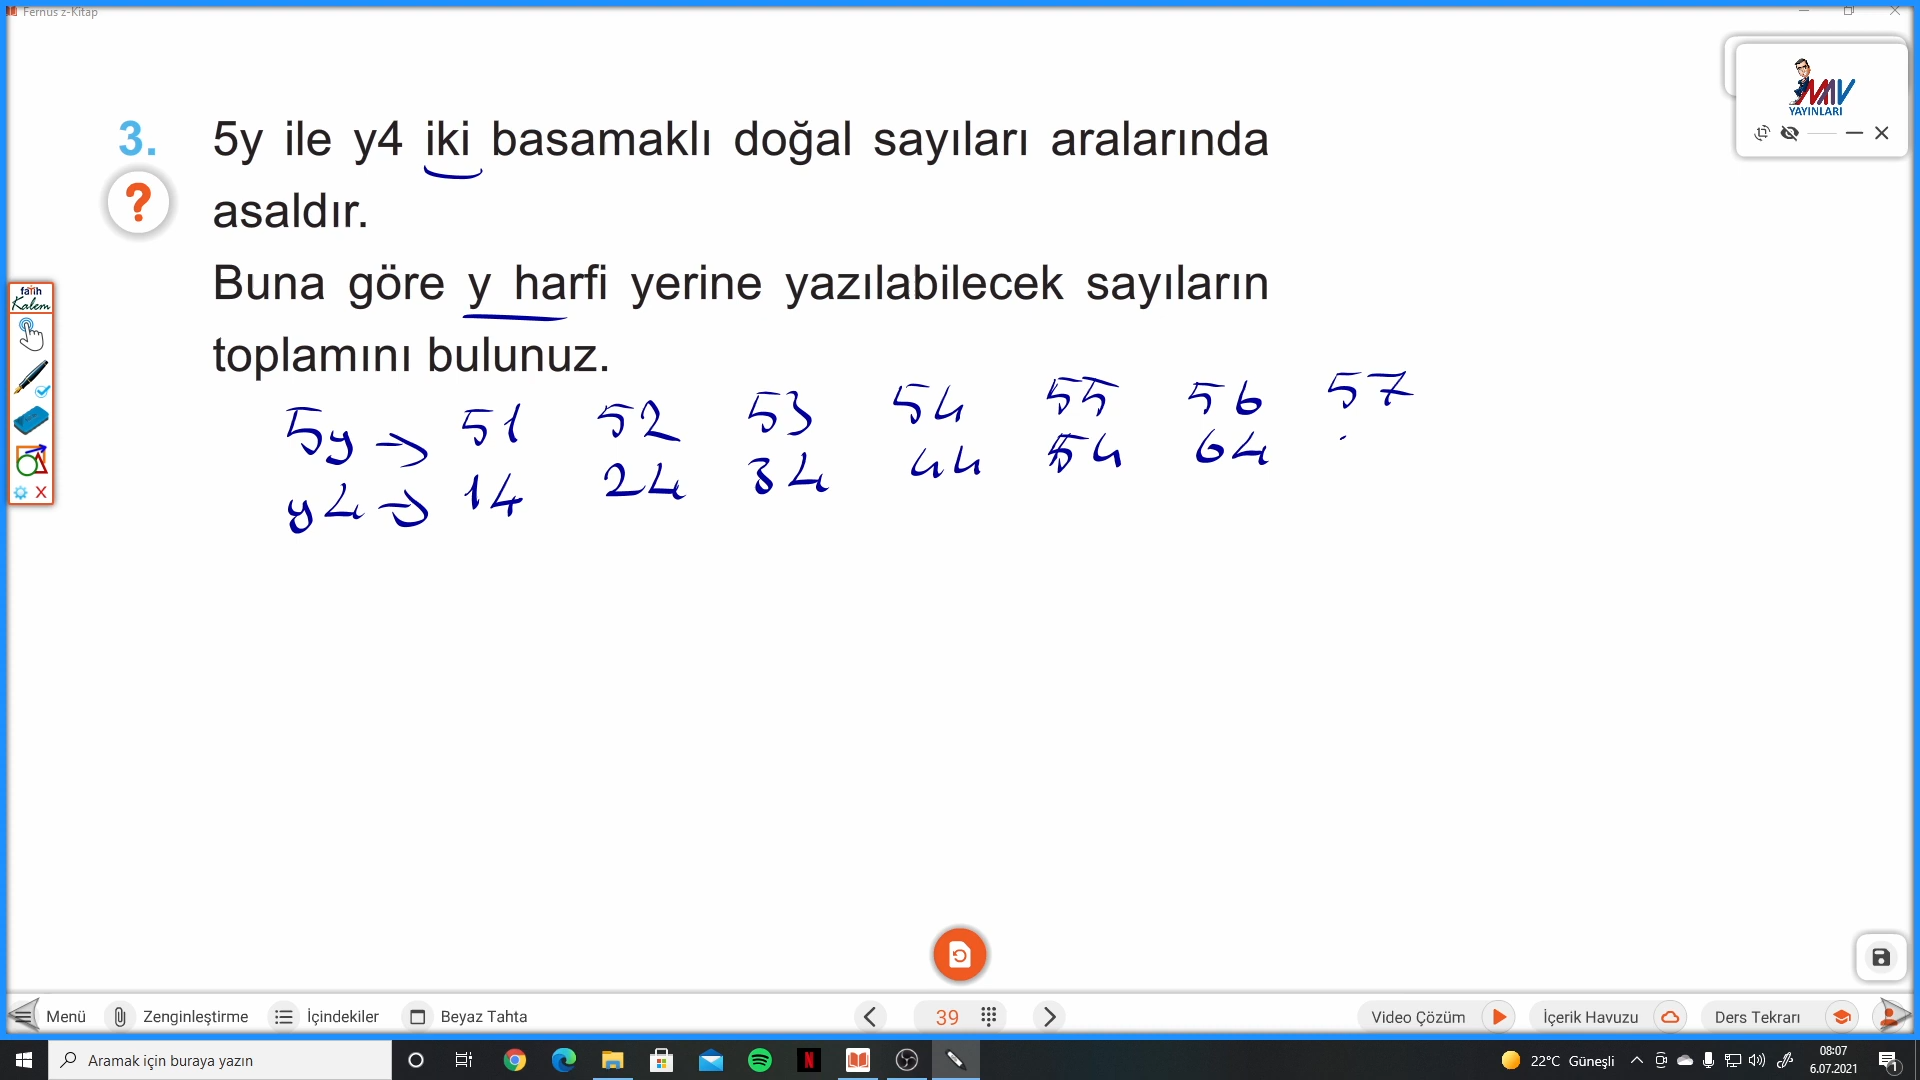 Fernus z-Kitap
MMV
YAYINLARI
3. 5y ile y4 iki basamaklı doğal sayıları aralarında
asaldır.
?
Buna göre y harfi yerine yazılabilecek sayıların
toplamını bulunuz.
fatih
Kalem
5y → 51 52 53 54 55 56 57
y4 → 14 24 34 44 54 64
Menü Zenginleştirme İçindekiler Beyaz Tahta 39 Video Çözüm İçerik Havuzu Ders Tekrarı
Aramak için buraya yazın 22°C Güneşli 08:07
6.07.2021 1